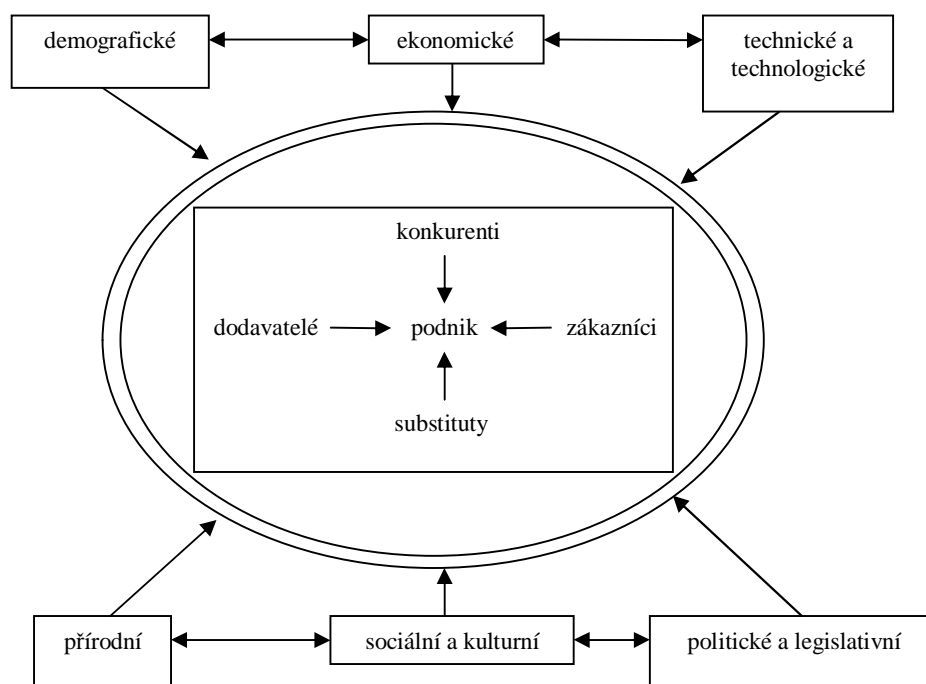 demografické
ekonomické
technické a
technologické
konkurenti
dodavatelé
podnik
zákazníci
substituty
přírodní
sociální a kulturní
politické a legislativní